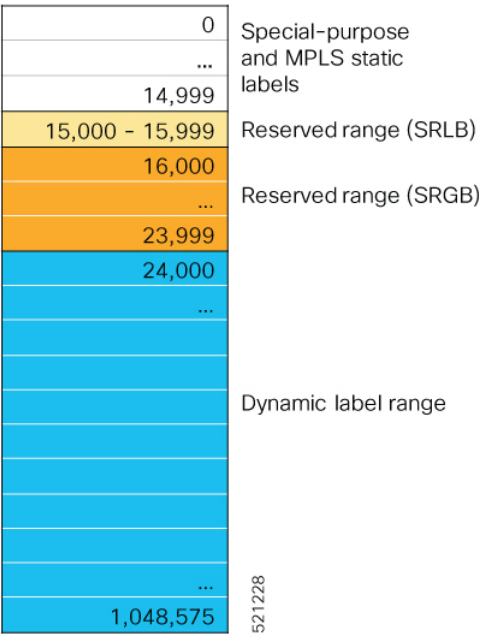 0
...
14,999
Special-purpose
and MPLS static
labels
15,000 - 15,999
Reserved range (SRLB)
16,000
...
23,999
Reserved range (SRGB)
24,000
...
...
1,048,575
Dynamic label range
521228